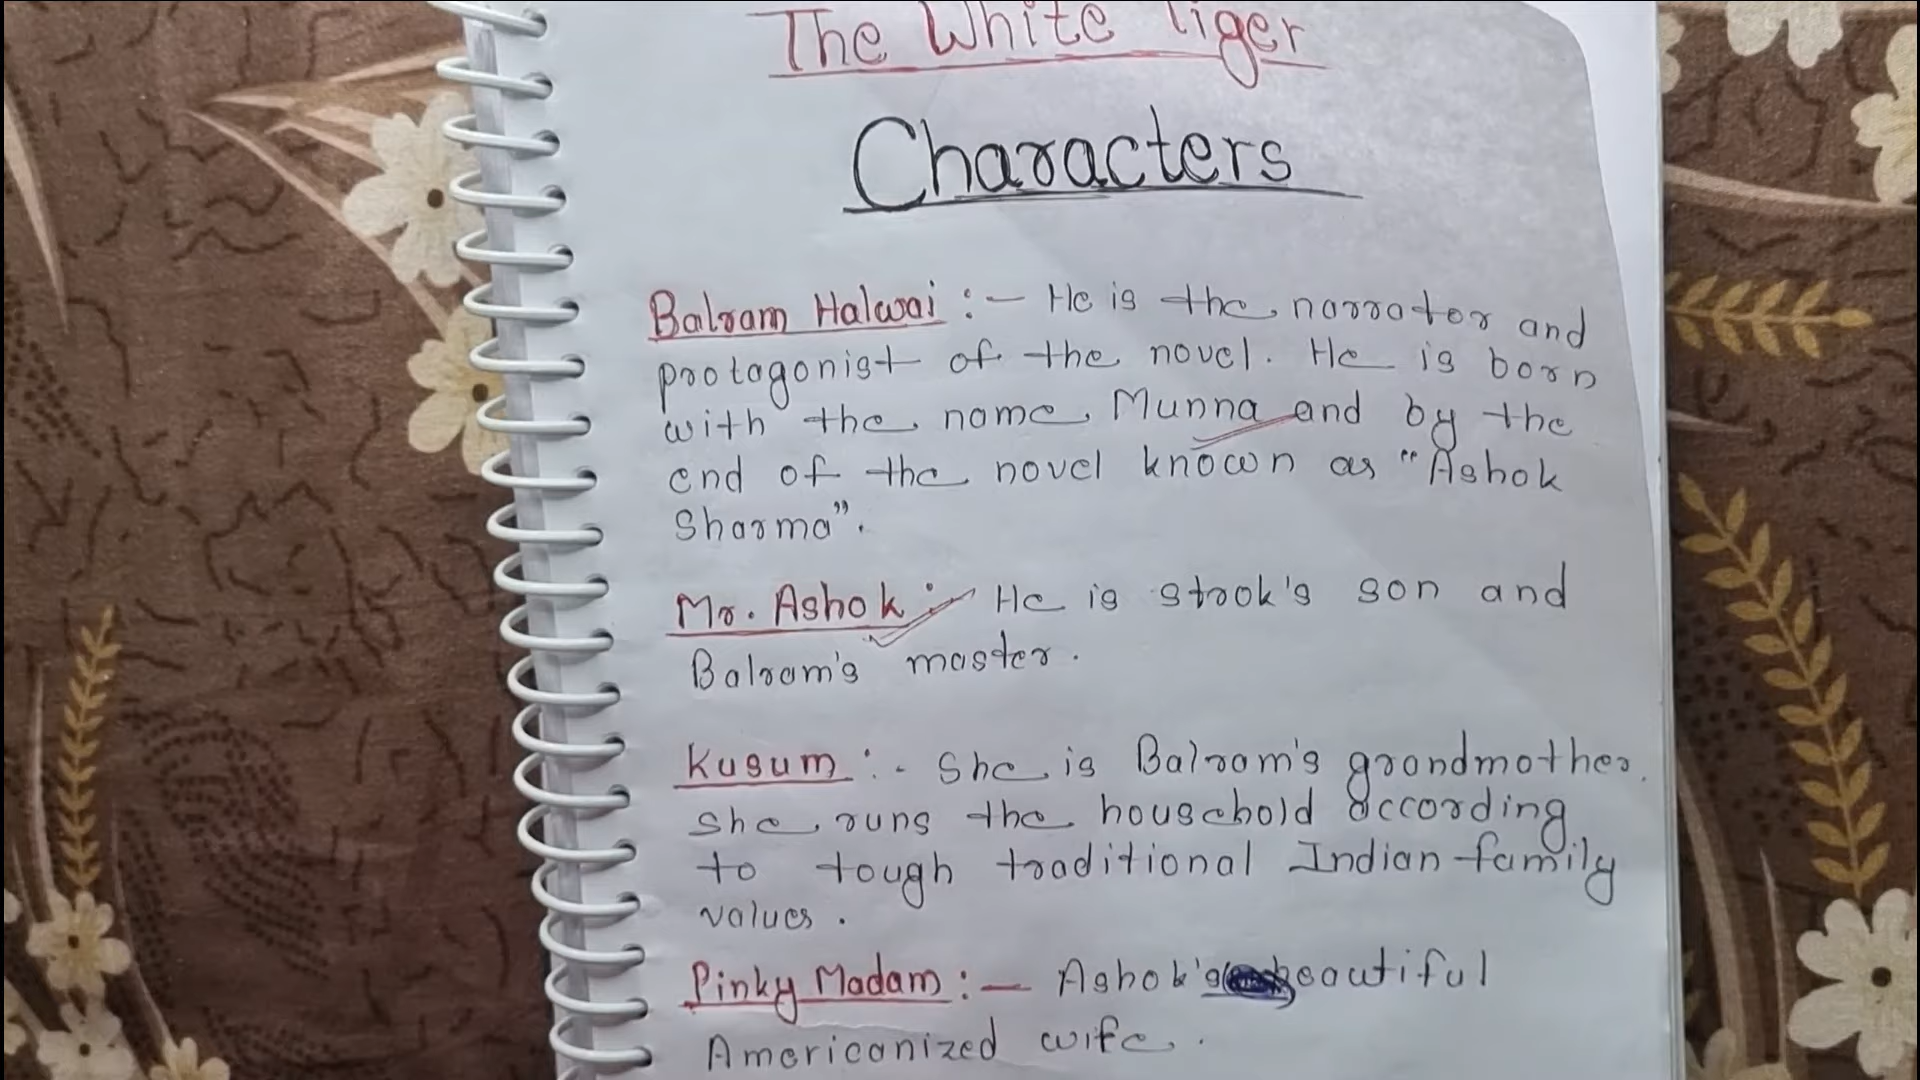 The White Tiger
Characters
Balram Halwai :- He is the narrator and
protagonist of the novel. He is born
with the name Munna and by the
end of the novel known as "Ashok
Sharma".
Mr. Ashok :- He is strok's son and
Balram's master.
Kusum :- She is Balram's grandmother.
she runs the household according
to tough traditional Indian family
values.
Pinky Madam :- Ashok's beautiful
Americanized wife.